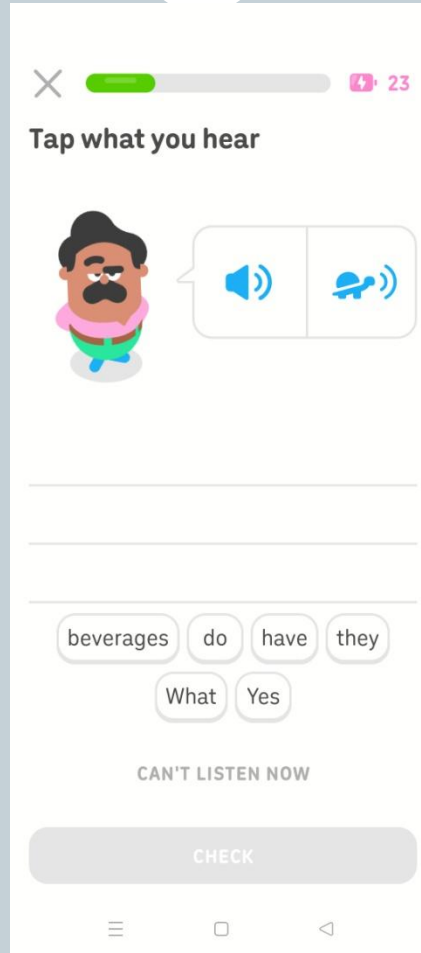 23
Tap what you hear
beverages do have they
What Yes
CAN'T LISTEN NOW
CHECK